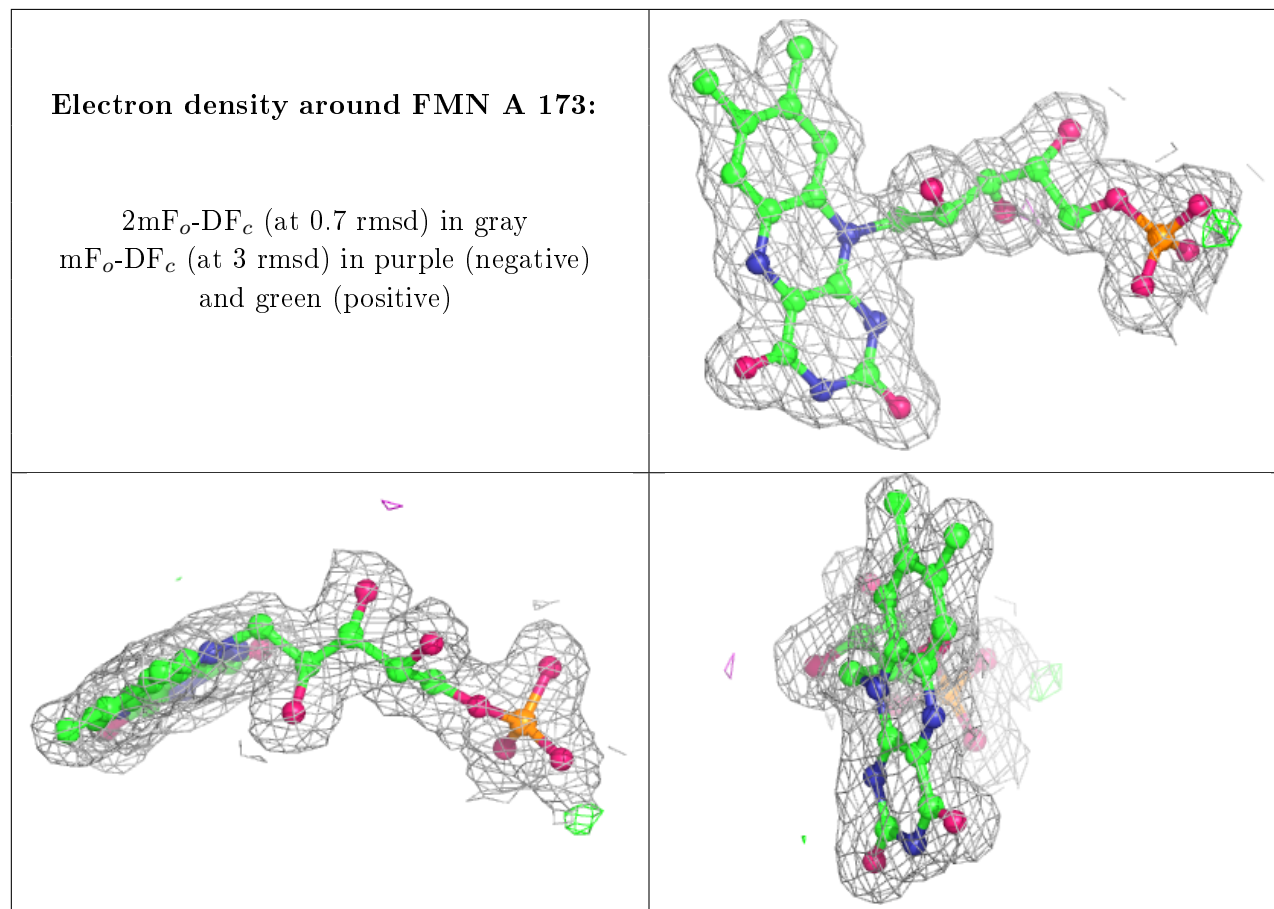 Electron density around FMN A 173:
2mFₒ-DF𝒸 (at 0.7 rmsd) in gray
mFₒ-DF𝒸 (at 3 rmsd) in purple (negative)
and green (positive)